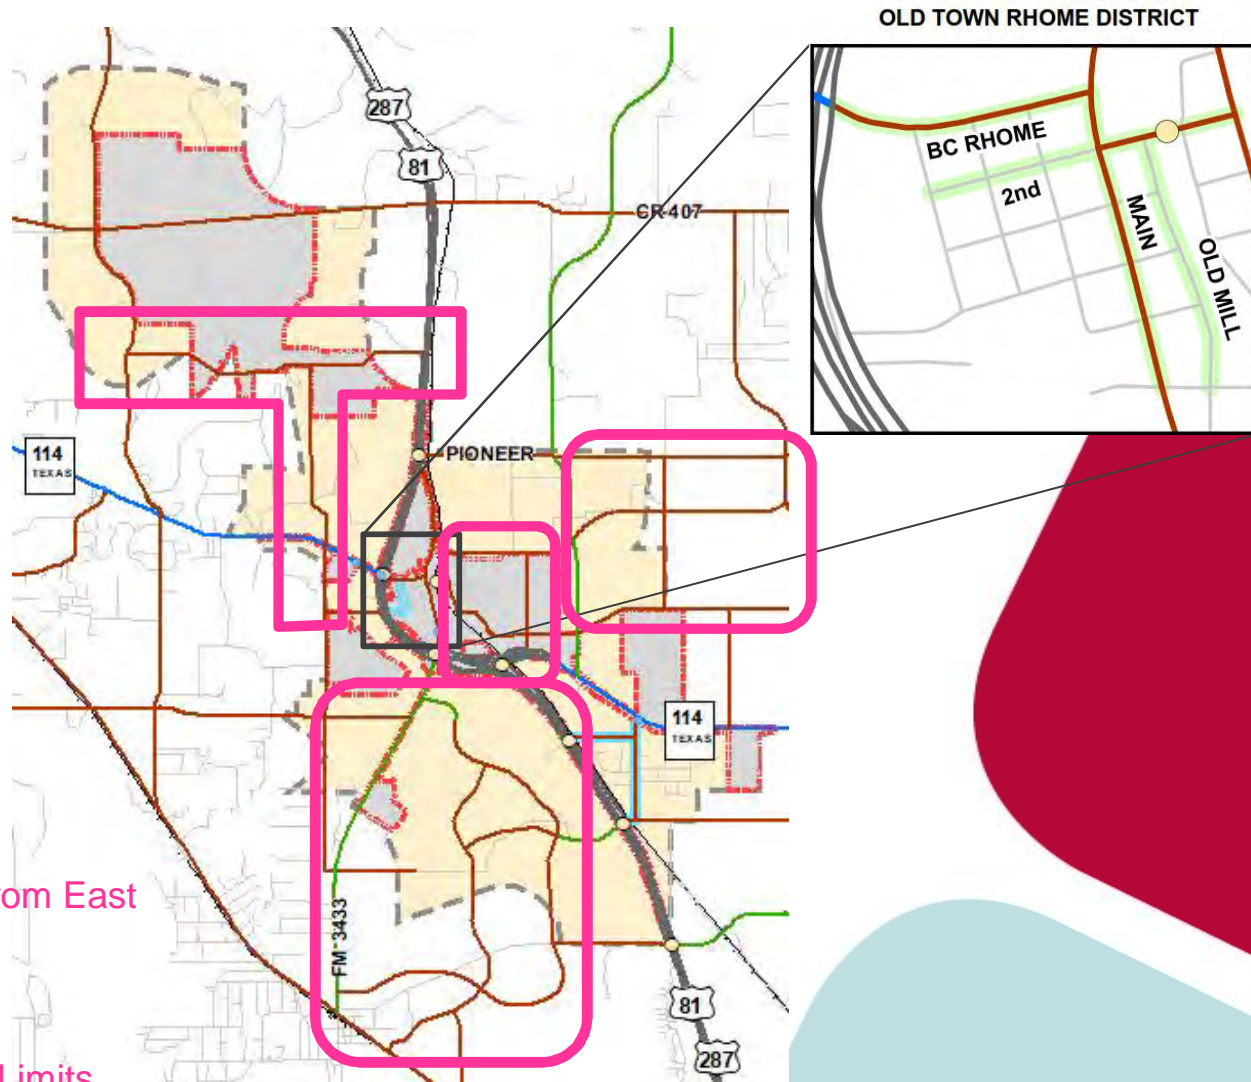 OLD TOWN RHOME DISTRICT
287
81
CR 407
BC RHOME
2nd
MAIN
OLD MILL
114
TEXAS
PIONEER
114
TEXAS
om East
FM 3433
81
287
Limits